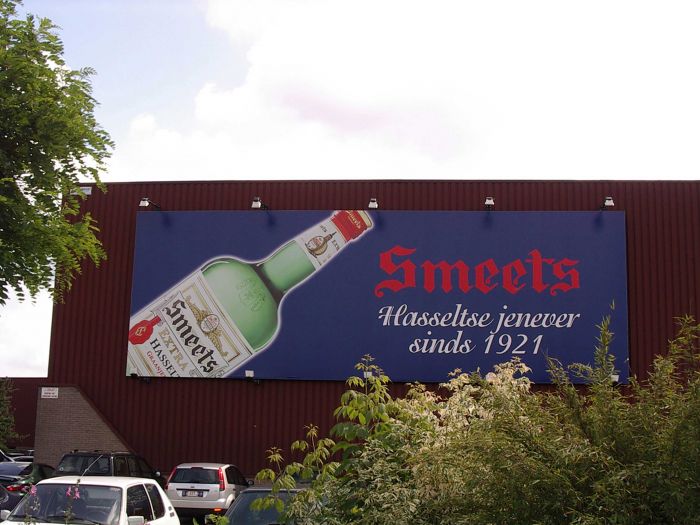 Smeets
Hasseltse jenever
sinds 1921
Smeets
EXTRA
HASSELT